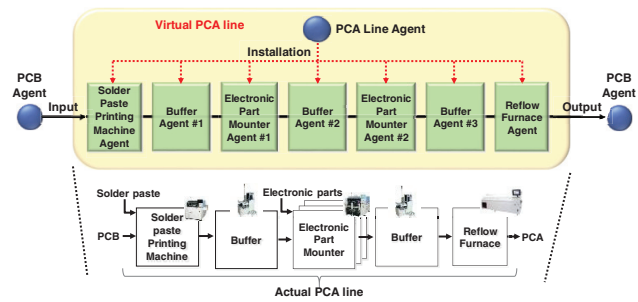 Virtual PCA line
PCA Line Agent
Installation
PCB
Agent
Input
Solder
Paste
Printing
Machine
Agent
Buffer
Agent #1
Electronic
Part
Mounter
Agent #1
Buffer
Agent #2
Electronic
Part
Mounter
Agent #2
Buffer
Agent #3
Reflow
Furnace
Agent
Output
PCB
Agent
Solder paste
PCB
Solder
paste
Printing
Machine
Buffer
Electronic parts
Electronic
Part
Mounter
Buffer
Reflow
Furnace
PCA
Actual PCA line